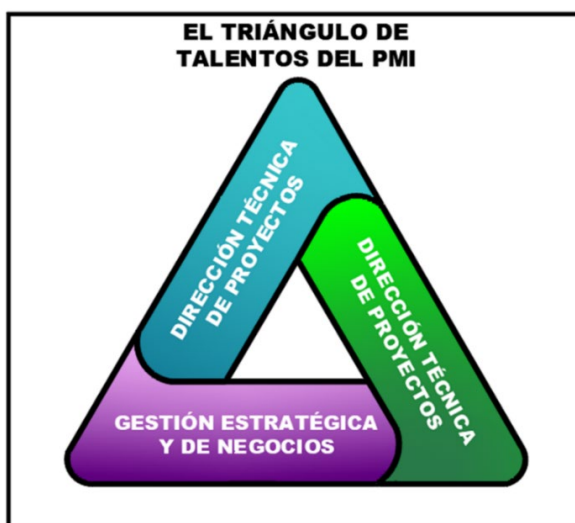 EL TRIÁNGULO DE
TALENTOS DEL PMI
DIRECCIÓN TÉCNICA
DE PROYECTOS
DIRECCIÓN TÉCNICA
DE PROYECTOS
GESTIÓN ESTRATÉGICA
Y DE NEGOCIOS